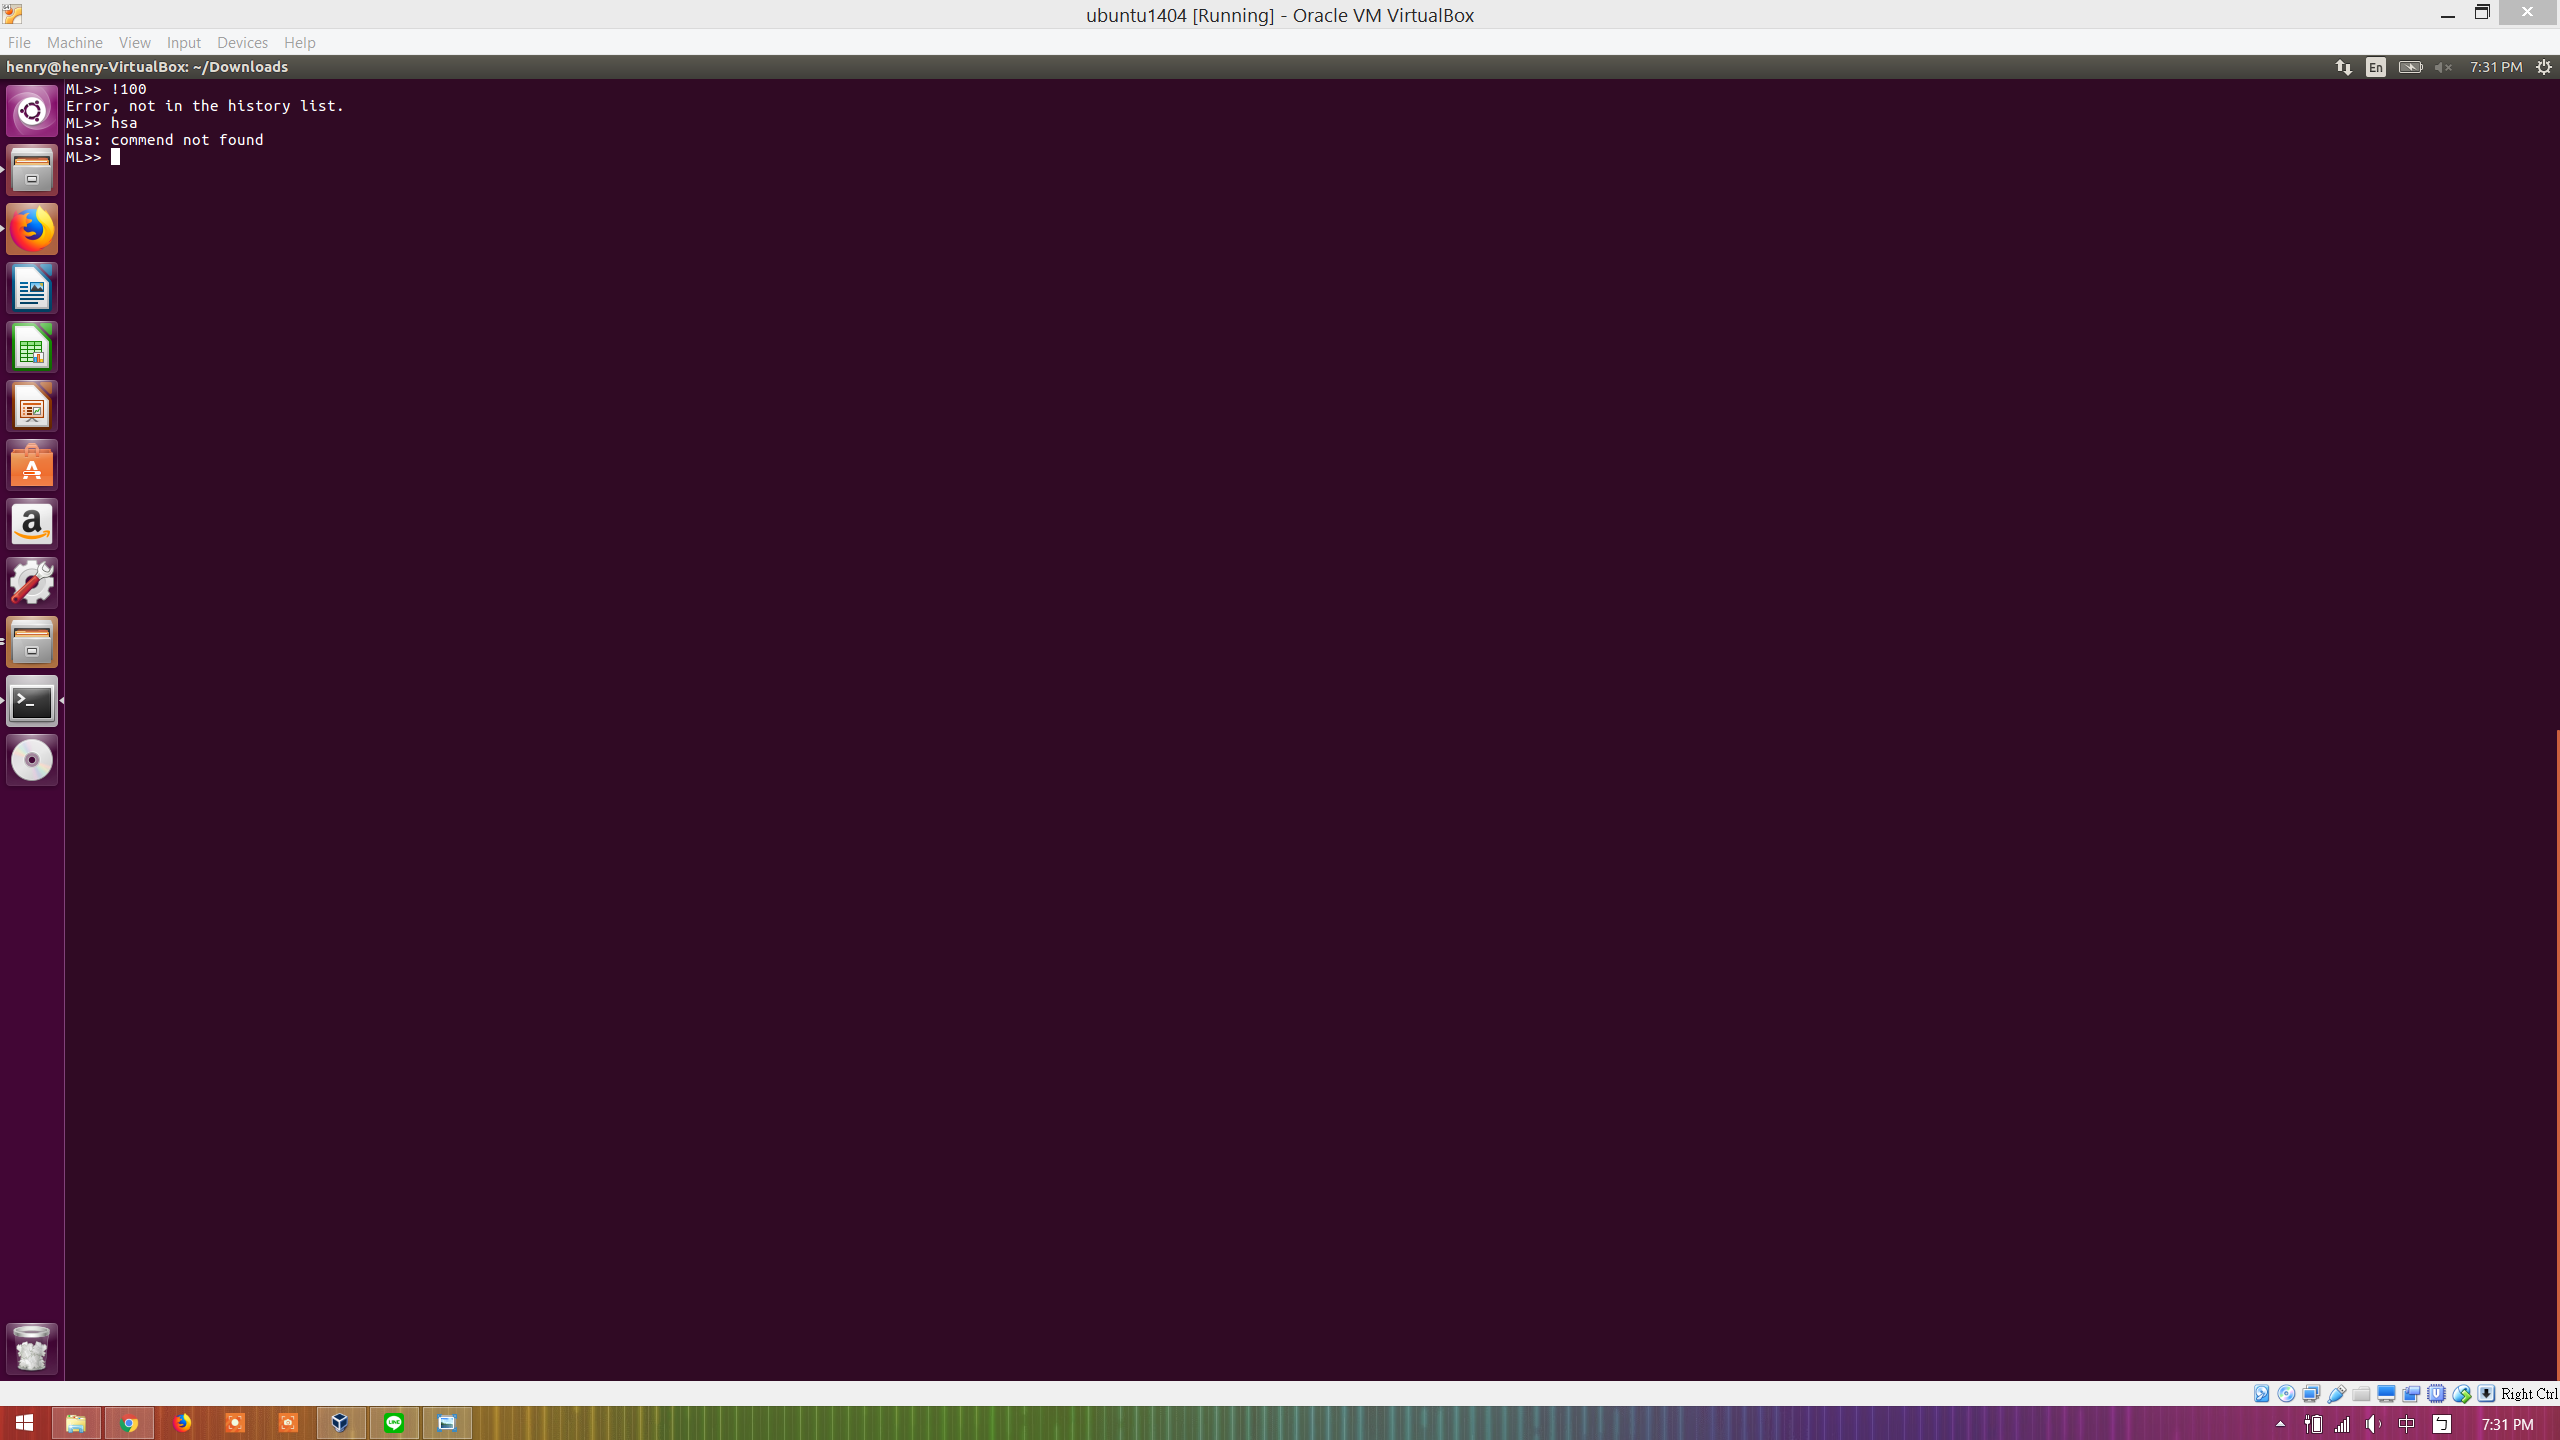 ubuntu1404 [Running] - Oracle VM VirtualBox
File Machine View Input Devices Help
henry@henry-VirtualBox: ~/Downloads En 7:31 PM
ML>> !100
Error, not in the history list.
ML>> hsa
hsa: commend not found
ML>>
Right Ctrl
中 ㄅ 7:31 PM